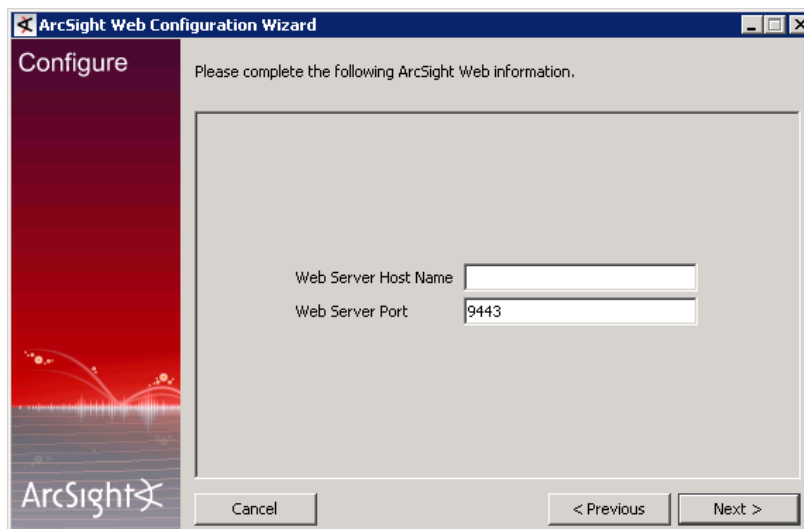 ArcSight Web Configuration Wizard
Configure
Please complete the following ArcSight Web information.
Web Server Host Name
Web Server Port 9443
ArcSight
Cancel < Previous Next >